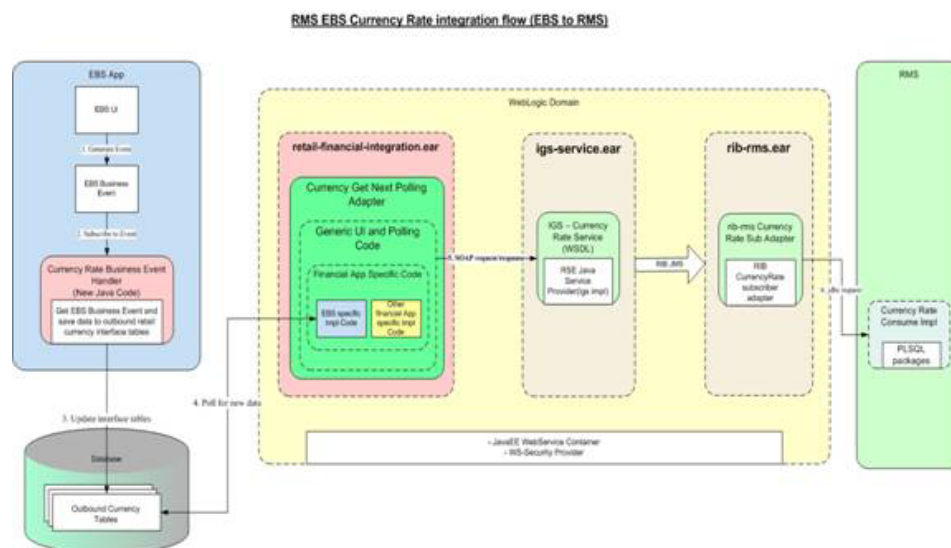 RMS EBS Currency Rate integration flow (EBS to RMS)
EBS App
EBS UI
1. Generate Event
EBS Business
Event
2. Subscribe to Event
Currency Rate Business Event
Handler
(New Java Code)
Get EBS Business Event and
save data to outbound retail
currency interface tables
3. Update interface tables
Database
Outbound Currency
Tables
4. Poll for new data
WebLogic Domain
retail-financial-integration.ear
Currency Get Next Polling
Adapter
Generic UI and Polling
Code
Financial App Specific Code
EBS specific
Impl Code
Other
financial App
specific Impl
Code
5. SOAP request/response
igs-service.ear
IGS – Currency
Rate Service
(WSDL)
RSE Java
Service
Provider(igs impl)
RIB JMS
rib-rms.ear
rib-rms Currency
Rate Sub Adapter
RIB
CurrencyRate
subscriber
adapter
6. jdbc request
- JavaEE WebService Container
- WS-Security Provider
RMS
Currency Rate
Consume Impl
PLSQL
packages